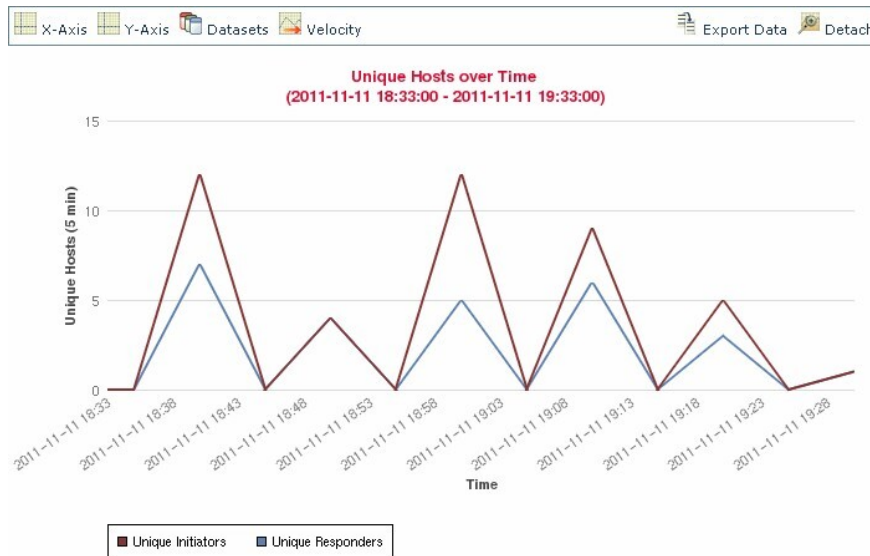 X-Axis Y-Axis Datasets Velocity Export Data Detach
Unique Hosts over Time
(2011-11-11 18:33:00 - 2011-11-11 19:33:00)
Unique Hosts (5 min)
15
10
5
0
2011-11-11 18:33
2011-11-11 18:38
2011-11-11 18:43
2011-11-11 18:48
2011-11-11 18:53
2011-11-11 18:58
2011-11-11 19:03
2011-11-11 19:08
2011-11-11 19:13
2011-11-11 19:18
2011-11-11 19:23
2011-11-11 19:28
Time
Unique Initiators Unique Responders